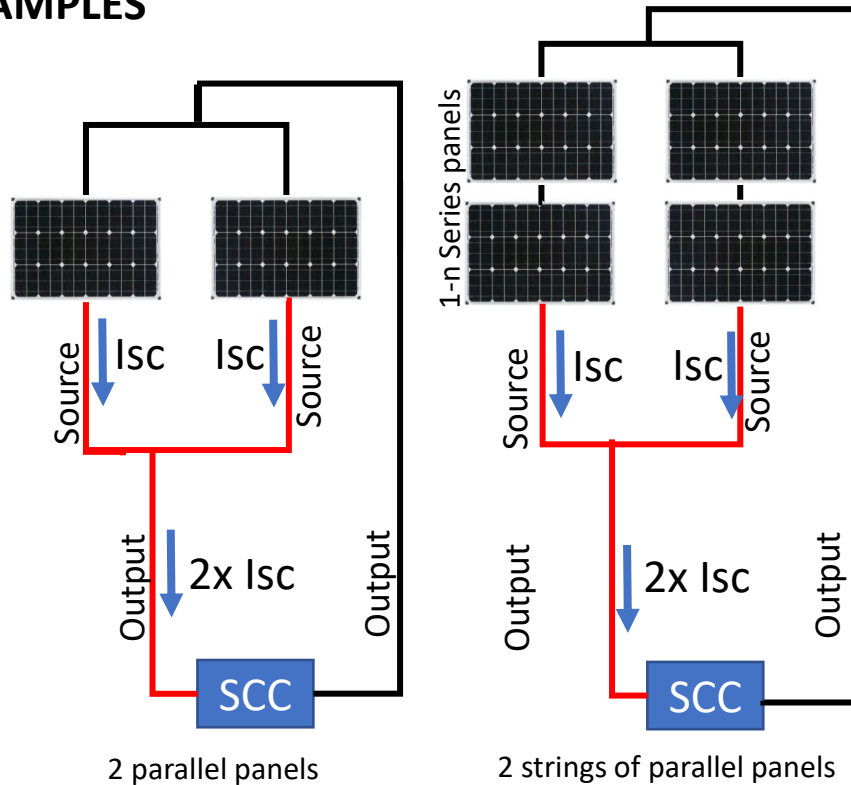 AMPLES
1-n Series panels
Source
Isc
Isc
Source
Output
2x Isc
Output
SCC
2 parallel panels
Source
Isc
Isc
Source
Output
2x Isc
Output
SCC
2 strings of parallel panels